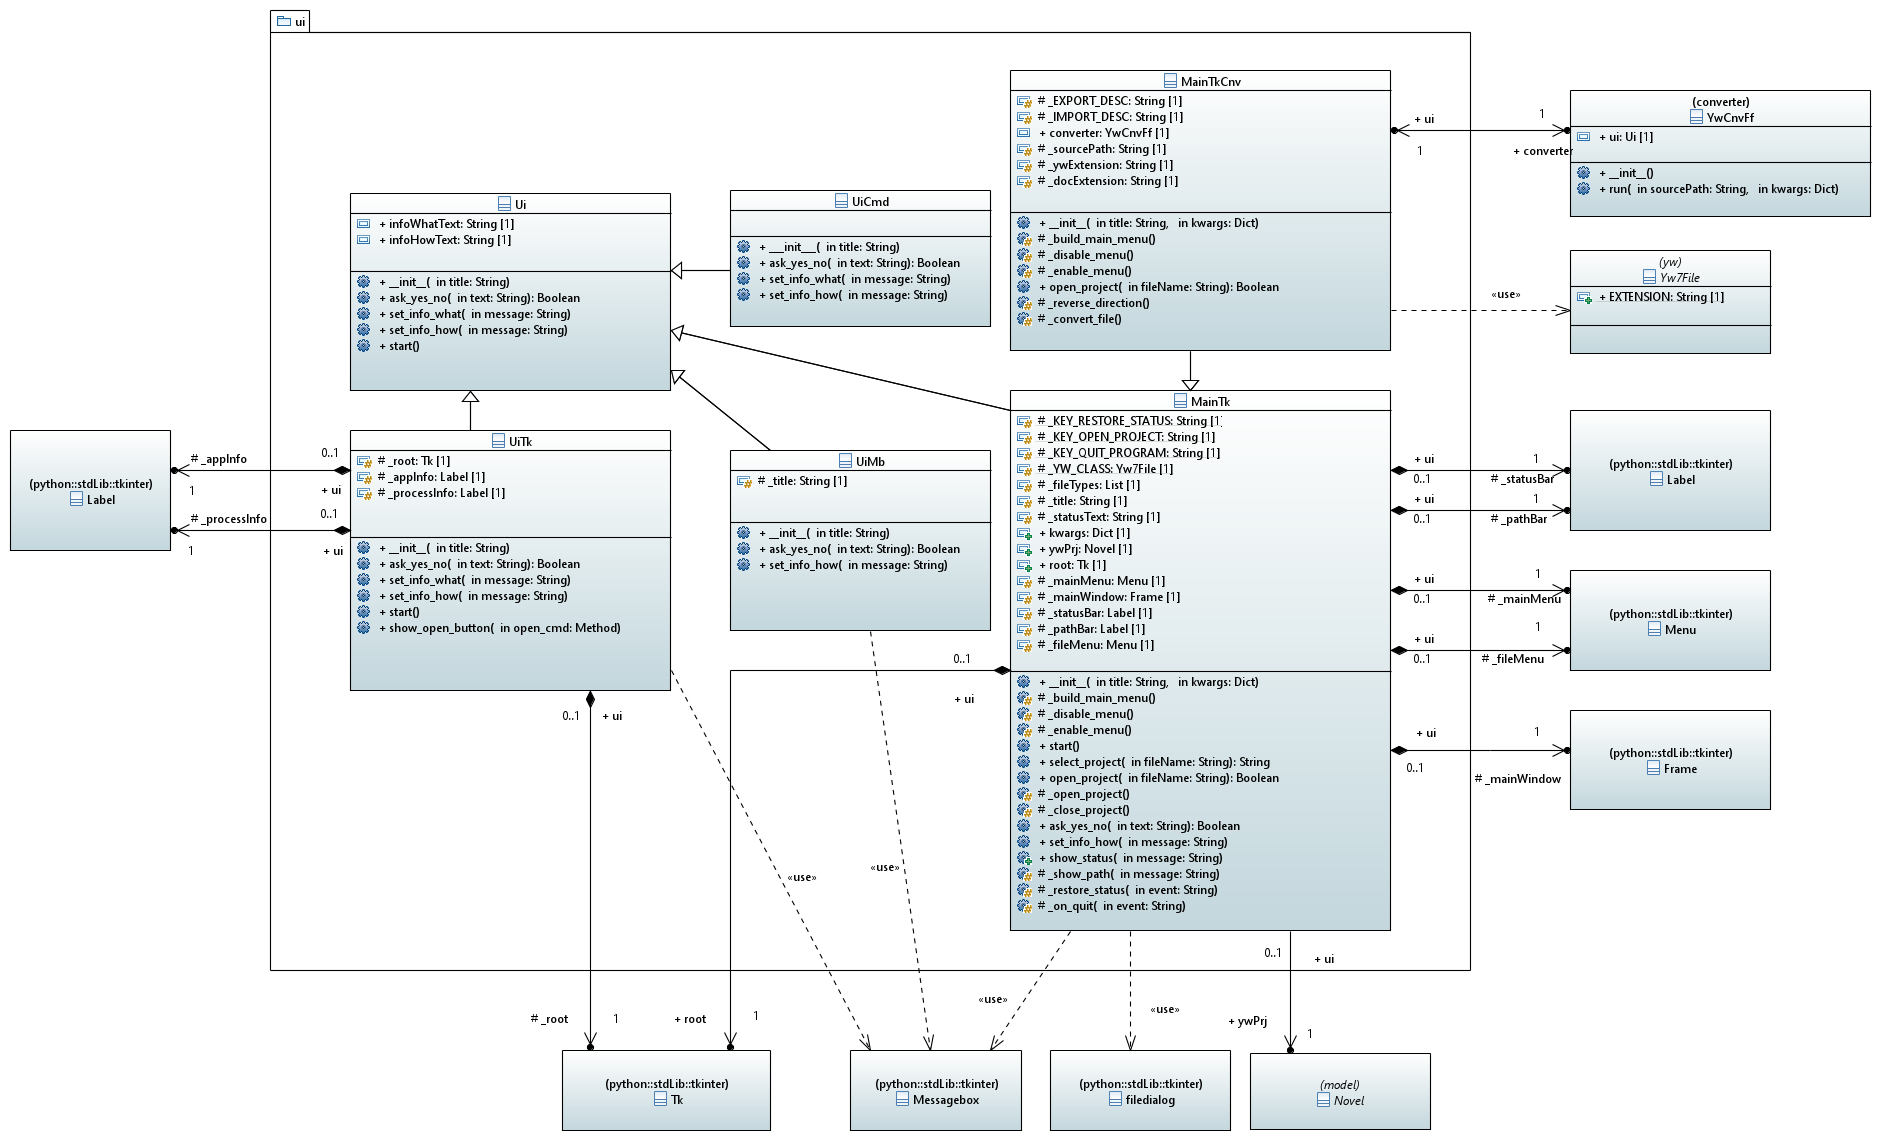 ui
MainTkCnv
# _EXPORT_DESC: String [1]
# _IMPORT_DESC: String [1]
+ converter: YwCnvFf [1]
# _sourcePath: String [1]
# _ywExtension: String [1]
# _docExtension: String [1]
+ __init__( in title: String, in kwargs: Dict)
# _build_main_menu()
# _disable_menu()
# _enable_menu()
+ open_project( in fileName: String): Boolean
# _reverse_direction()
# _convert_file()
+ ui
1
1
+ converter
(converter)
YwCnvFf
+ ui: Ui [1]
+ __init__()
+ run( in sourcePath: String, in kwargs: Dict)
Ui
+ infoWhatText: String [1]
+ infoHowText: String [1]
+ __init__( in title: String)
+ ask_yes_no( in text: String): Boolean
+ set_info_what( in message: String)
+ set_info_how( in message: String)
+ start()
UiCmd
+ ___init__( in title: String)
+ ask_yes_no( in text: String): Boolean
+ set_info_what( in message: String)
+ set_info_how( in message: String)
«use»
(yw)
Yw7File
+ EXTENSION: String [1]
(python::stdLib::tkinter)
Label
# _appInfo
1
0..1
+ ui
# _processInfo
1
0..1
+ ui
UiTk
# _root: Tk [1]
# _appInfo: Label [1]
# _processInfo: Label [1]
+ __init__( in title: String)
+ ask_yes_no( in text: String): Boolean
+ set_info_what( in message: String)
+ set_info_how( in message: String)
+ start()
+ show_open_button( in open_cmd: Method)
UiMb
# _title: String [1]
+ __init__( in title: String)
+ ask_yes_no( in text: String): Boolean
+ set_info_how( in message: String)
MainTk
# _KEY_RESTORE_STATUS: String [1]
# _KEY_OPEN_PROJECT: String [1]
# _KEY_QUIT_PROGRAM: String [1]
# _YW_CLASS: Yw7File [1]
# _fileTypes: List [1]
# _title: String [1]
# _statusText: String [1]
+ kwargs: Dict [1]
+ ywPrj: Novel [1]
+ root: Tk [1]
# _mainMenu: Menu [1]
# _mainWindow: Frame [1]
# _statusBar: Label [1]
# _pathBar: Label [1]
# _fileMenu: Menu [1]
+ __init__( in title: String, in kwargs: Dict)
# _build_main_menu()
# _disable_menu()
# _enable_menu()
+ start()
+ select_project( in fileName: String): String
+ open_project( in fileName: String): Boolean
# _open_project()
# _close_project()
+ ask_yes_no( in text: String): Boolean
+ set_info_how( in message: String)
+ show_status( in message: String)
# _show_path( in message: String)
# _restore_status( in event: String)
# _on_quit( in event: String)
+ ui
0..1
1
# _statusBar
+ ui
0..1
1
# _pathBar
(python::stdLib::tkinter)
Label
+ ui
0..1
1
# _mainMenu
+ ui
0..1
1
# _fileMenu
(python::stdLib::tkinter)
Menu
+ ui
0..1
1
# _mainWindow
(python::stdLib::tkinter)
Frame
0..1
+ ui
0..1
+ ui
«use»
«use»
«use»
«use»
0..1
+ ui
# _root
1
+ root
1
+ ywPrj
1
(python::stdLib::tkinter)
Tk
(python::stdLib::tkinter)
Messagebox
(python::stdLib::tkinter)
filedialog
(model)
Novel